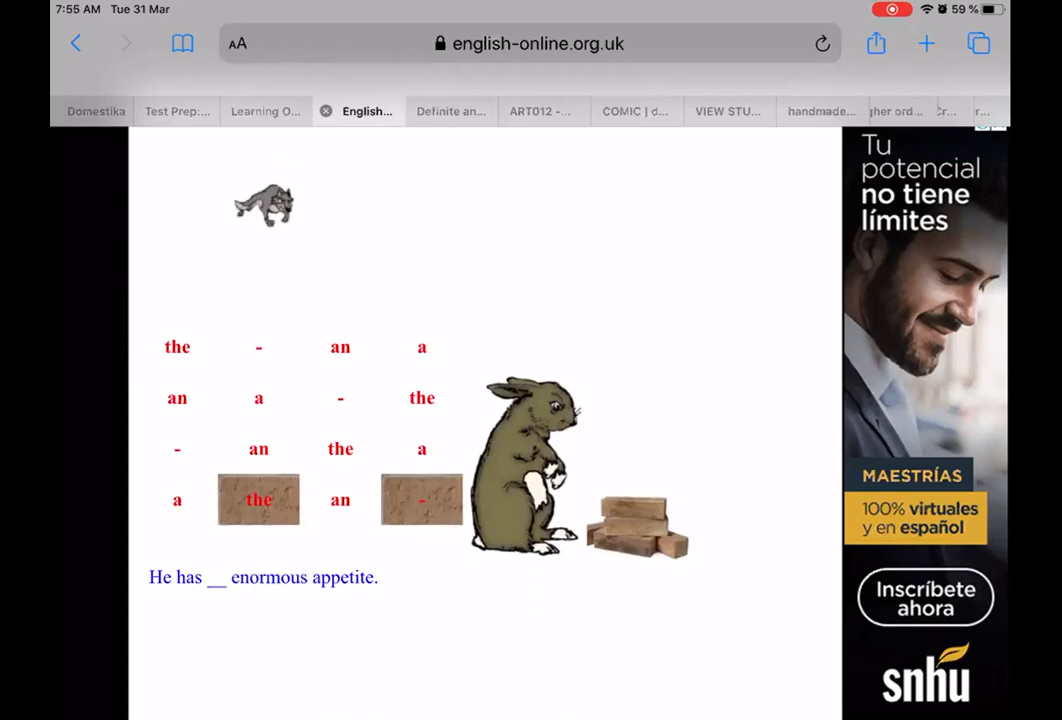 7:55 AM Tue 31 Mar
59 %
AA english-online.org.uk
Domestika Test Prep:... Learning O... English... Definite an... ART012 -... COMIC | d... VIEW STU... handmade... gher ord... r...
Tu
potencial
no tiene
límites
the - an a
an a - the
- an the a
a the an -
He has __ enormous appetite.
MAESTRÍAS
100% virtuales
y en español
Inscríbete
ahora
snhu